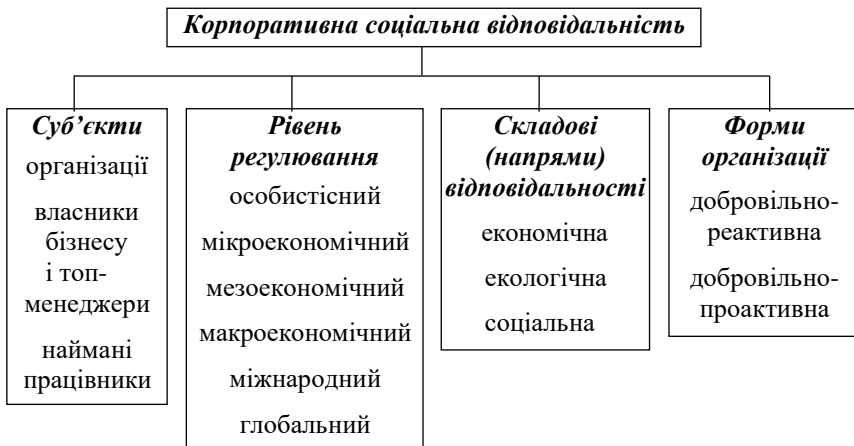 Корпоративна соціальна відповідальність
Суб’єкти
організації
власники
бізнесу
і топ-
менеджери
наймані
працівники
Рівень
регулювання
особистісний
мікроекономічний
мезоекономічний
макроекономічний
міжнародний
глобальний
Складові
(напрями)
відповідальності
економічна
екологічна
соціальна
Форми
організації
добровільно-
реактивна
добровільно-
проактивна